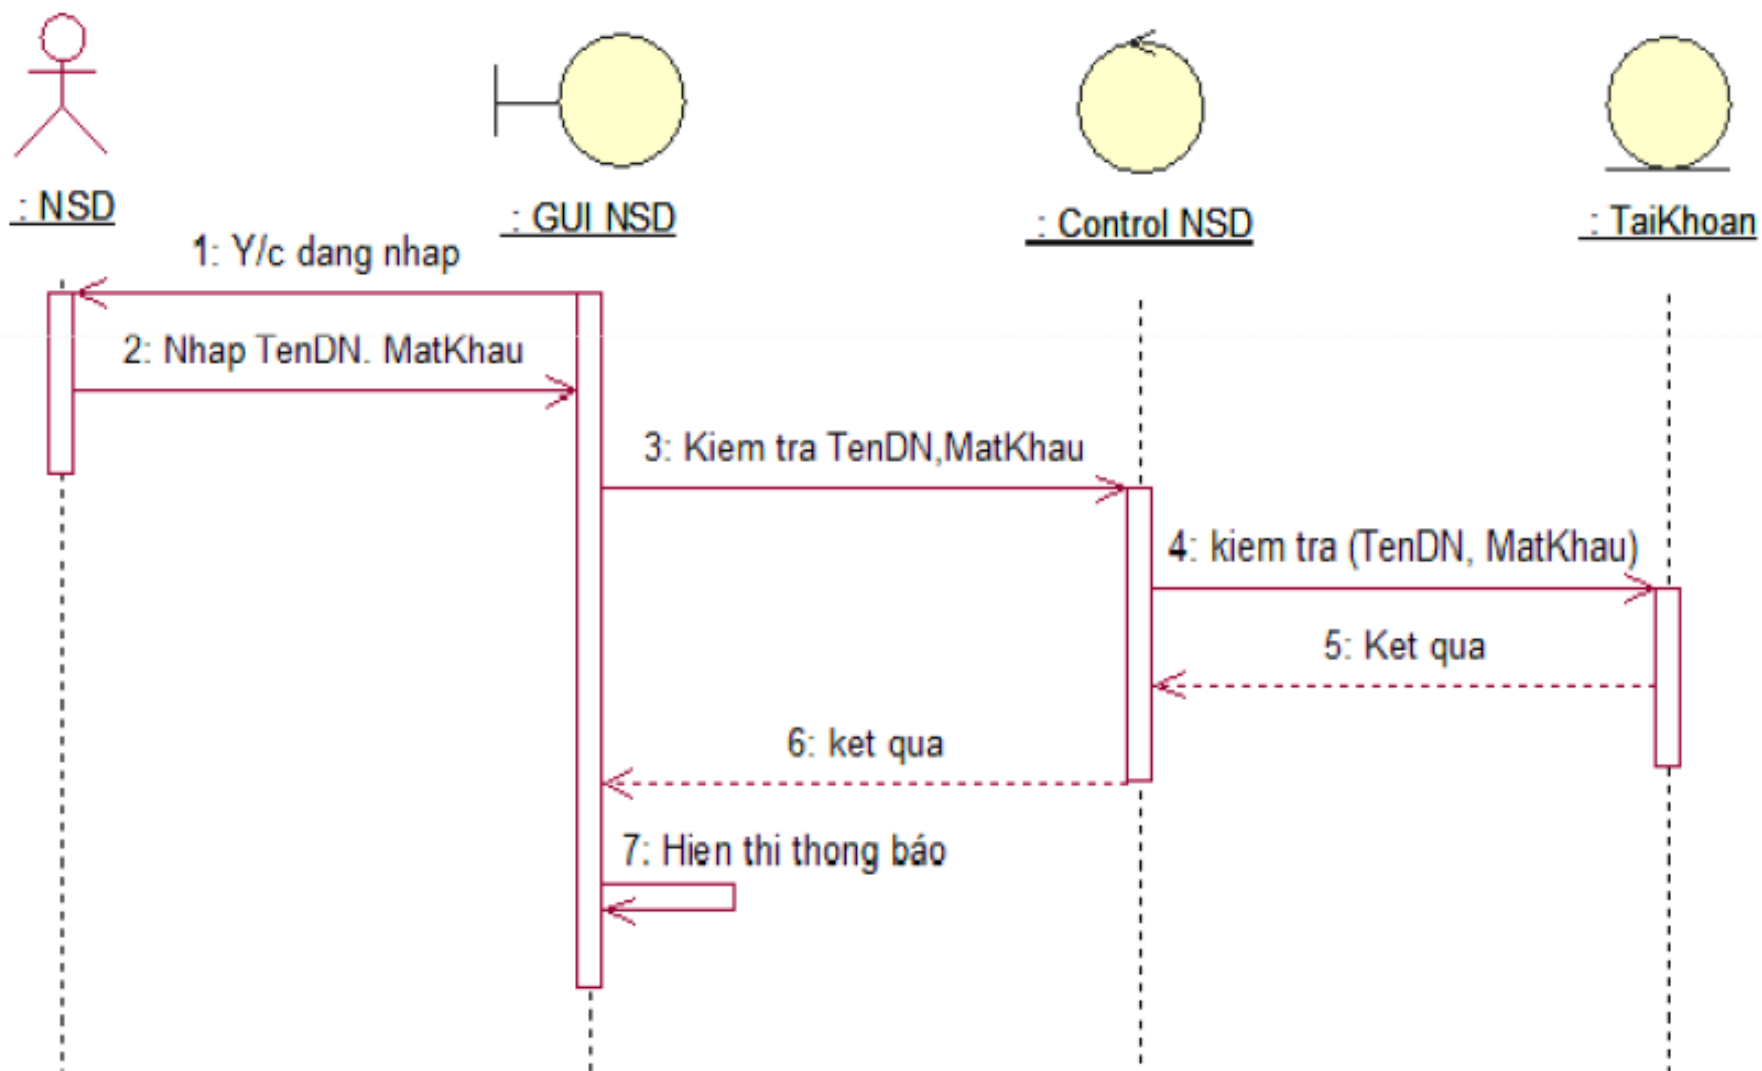 : NSD
: GUI NSD
: Control NSD
: TaiKhoan
1: Y/c dang nhap
2: Nhap TenDN. MatKhau
3: Kiem tra TenDN,MatKhau
4: kiem tra (TenDN, MatKhau)
5: Ket qua
6: ket qua
7: Hien thi thong báo